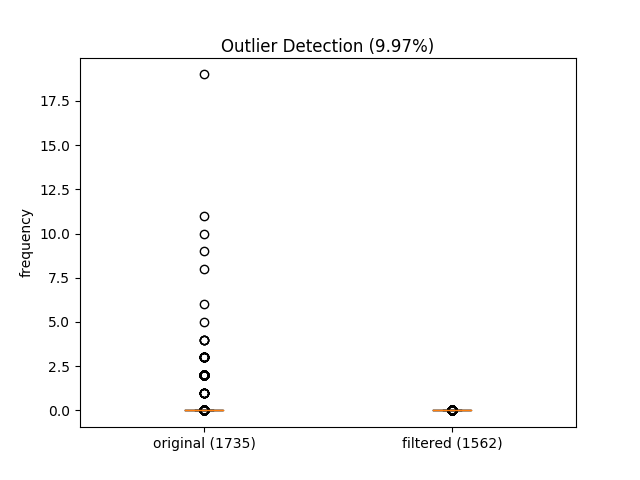 Outlier Detection (9.97%)
frequency
17.5
15.0
12.5
10.0
7.5
5.0
2.5
0.0
original (1735)
filtered (1562)